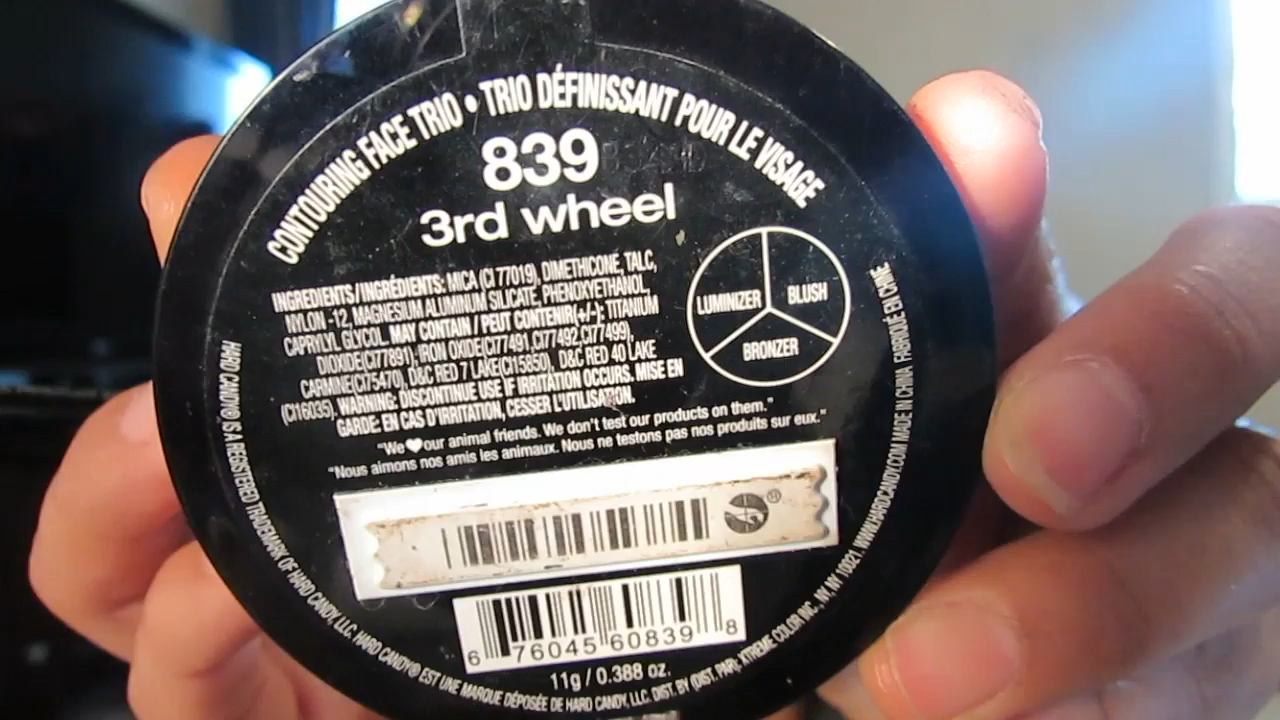 CONTOURING FACE TRIO • TRIO DÉFINISSANT POUR LE VISAGE
839
3rd wheel
INGREDIENTS/INGRÉDIENTS: MICA (CI 77019), DIMETHICONE, TALC,
NYLON -12, MAGNESIUM ALUMINUM SILICATE, PHENOXYETHANOL,
CAPRYLYL GLYCOL. MAY CONTAIN / PEUT CONTENIR(+/-): TITANIUM
DIOXIDE(CI77891), IRON OXIDE(CI77491,CI77492,CI77499),
CARMINE(CI75470), D&C RED 7 LAKE(CI15850), D&C RED 40 LAKE
(CI16035). WARNING: DISCONTINUE USE IF IRRITATION OCCURS. MISE EN
GARDE: EN CAS D'IRRITATION, CESSER L'UTILISATION.
LUMINIZER
BLUSH
BRONZER
"We ♥ our animal friends. We don't test our products on them."
"Nous aimons nos amis les animaux. Nous ne testons pas nos produits sur eux."
®
6 76045 60839 8
11g / 0.388 oz.
HARD CANDY® IS A REGISTERED TRADEMARK OF HARD CANDY, LLC. HARD CANDY® EST UNE MARQUE DÉPOSÉE DE HARD CANDY, LLC. DIST. BY (DIST. PAR): XTREME COLOR INC., NY, NY 10021. WWW.HARDCANDY.COM MADE IN CHINA FABRIQUÉ EN CHINE